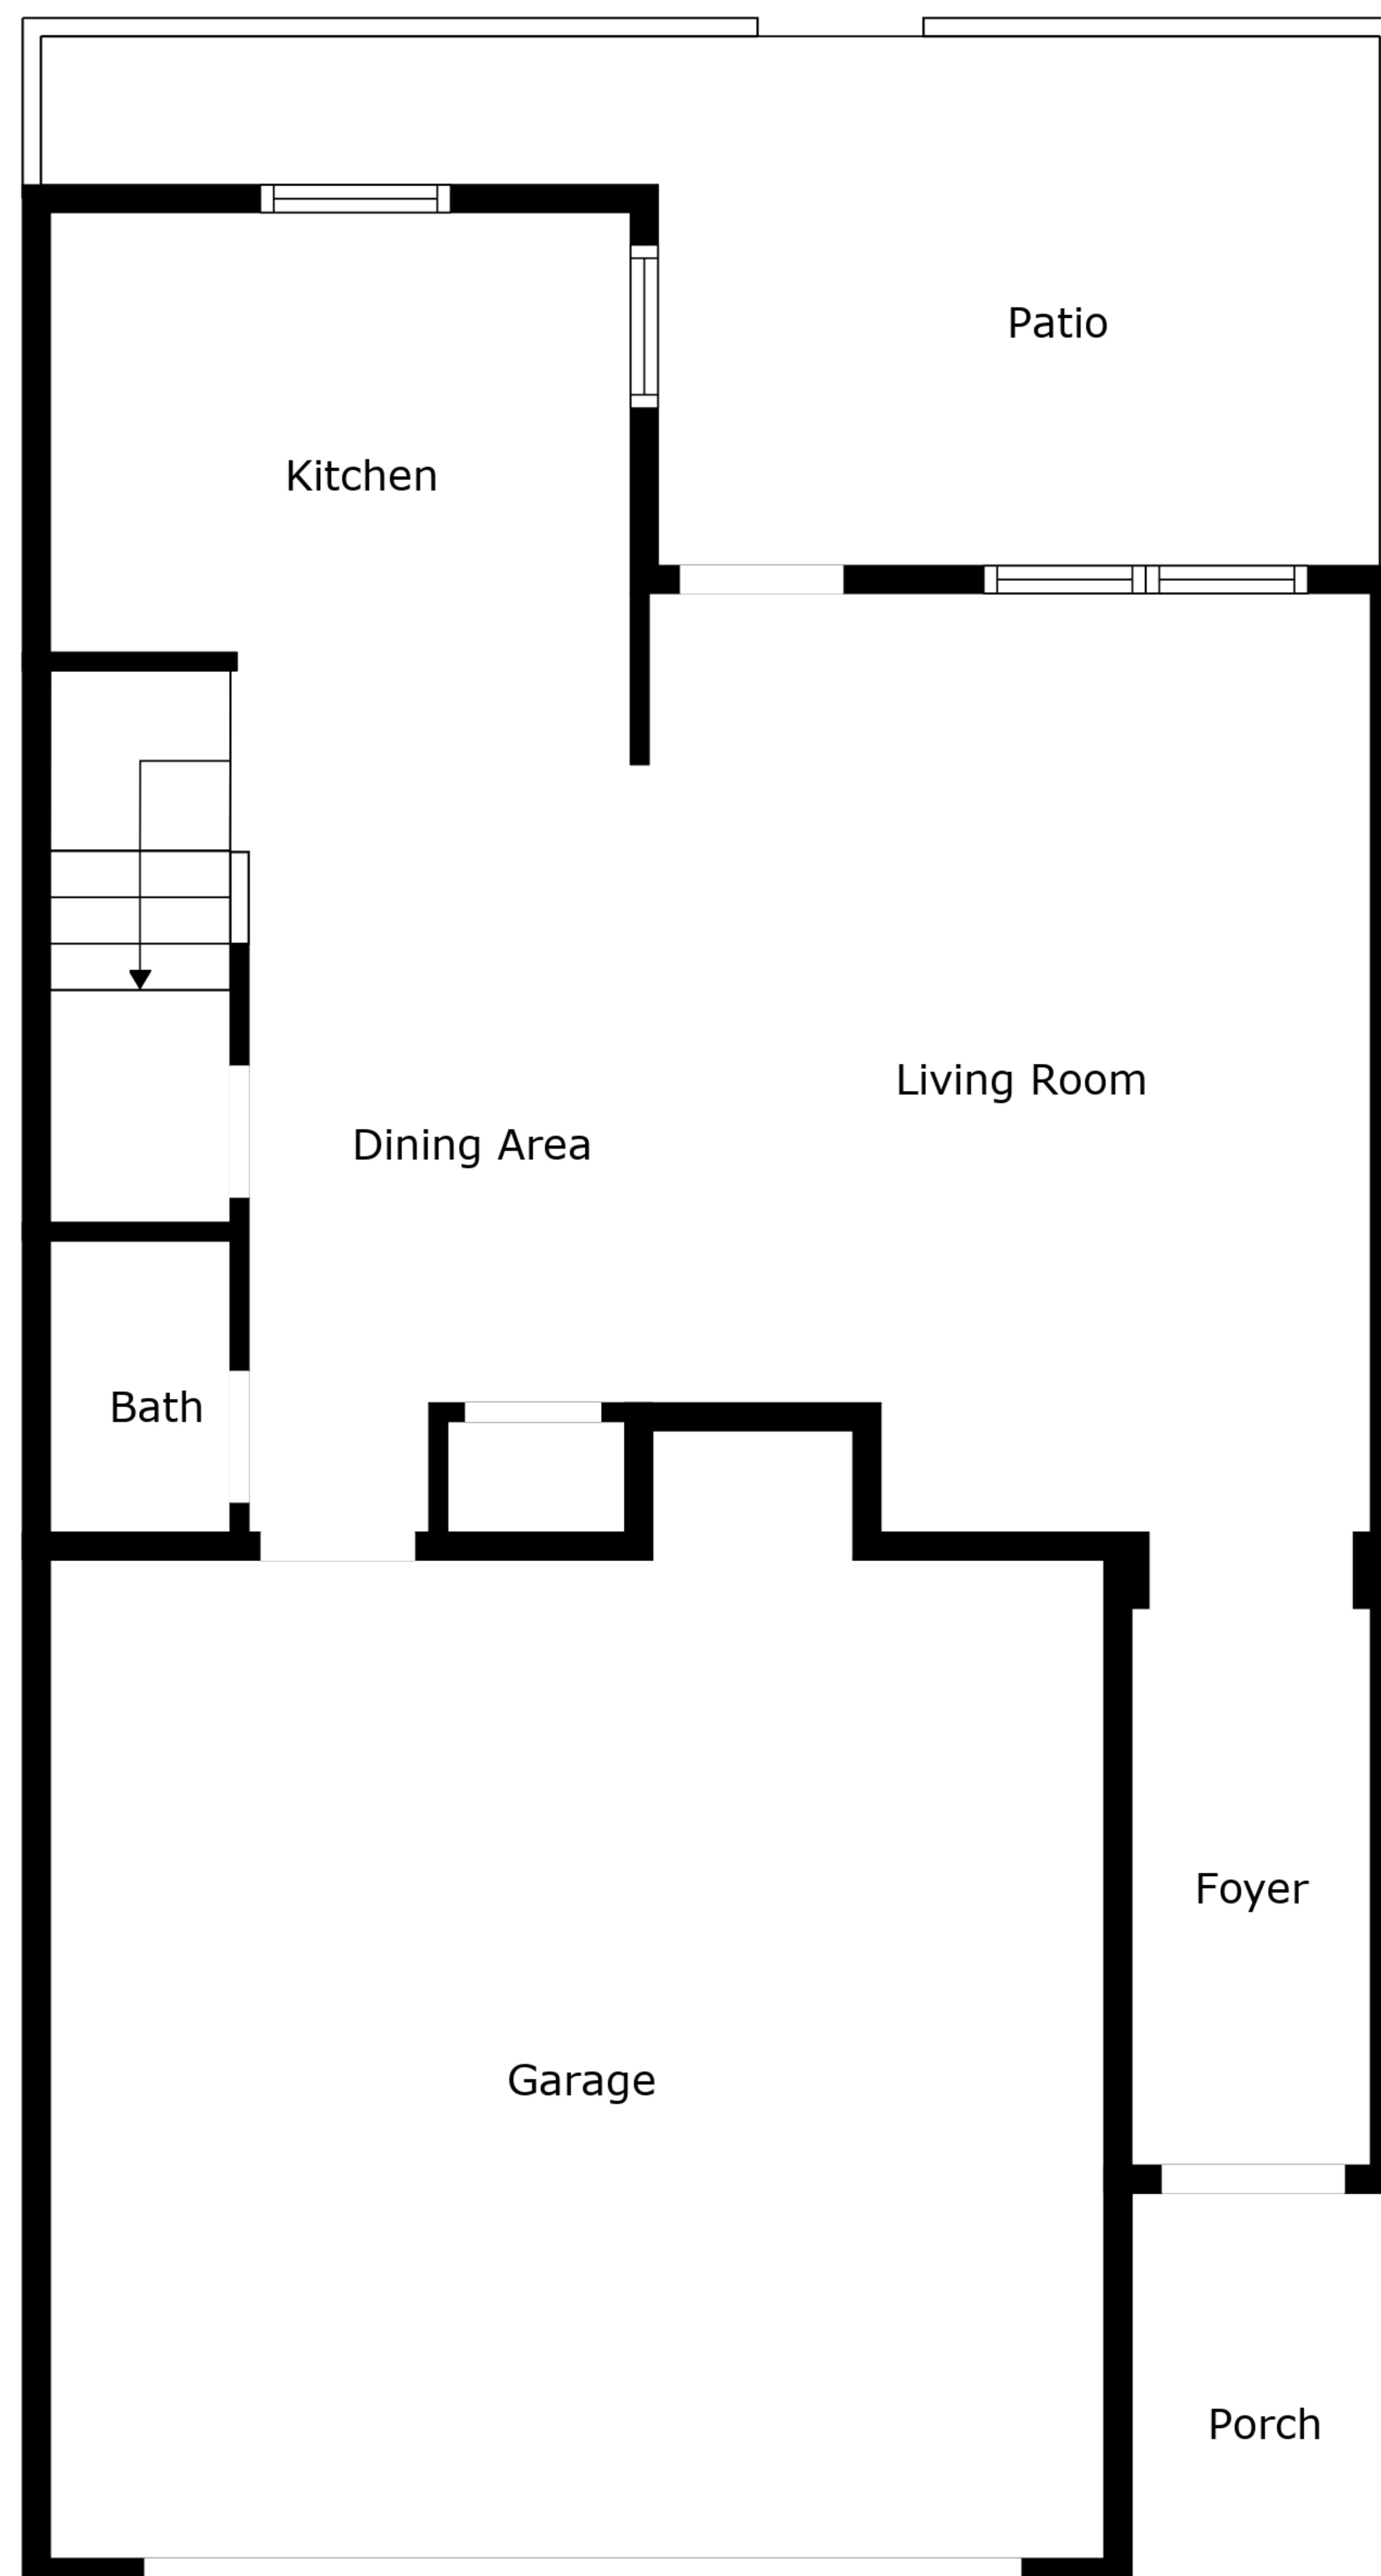 Patio
Kitchen
Living Room
Dining Area
Bath
Foyer
Garage
Porch